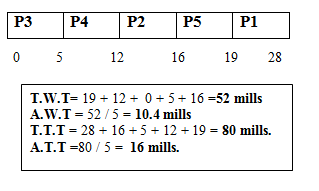 P3 P4 P2 P5 P1
0 5 12 16 19 28
T.W.T= 19 + 12 + 0 + 5 + 16 =52 mills
A.W.T = 52 / 5 = 10.4 mills
T.T.T = 28 + 16 + 5 + 12 + 19 = 80 mills.
A.T.T =80 / 5 = 16 mills.